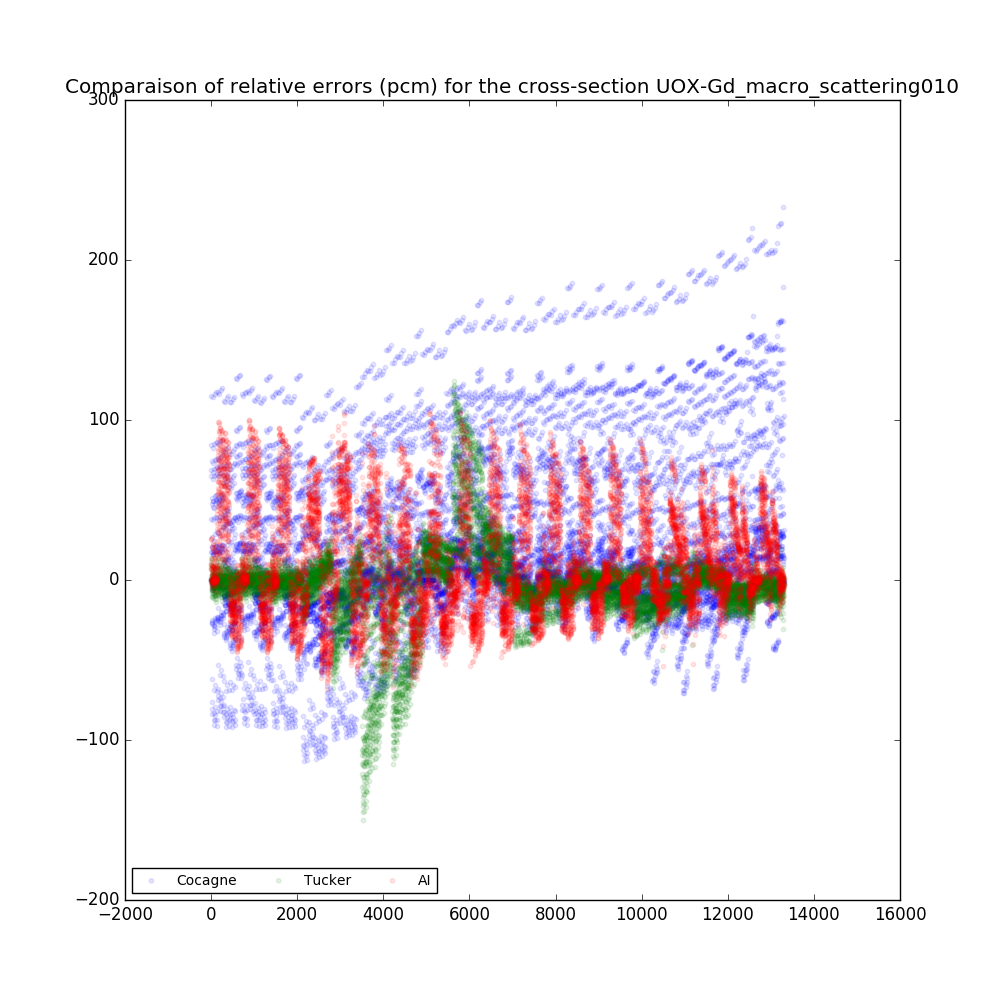 Comparaison of relative errors (pcm) for the cross-section UOX-Gd_macro_scattering010
300
200
100
0
−100
−200
−2000 0 2000 4000 6000 8000 10000 12000 14000 16000
Cocagne Tucker AI